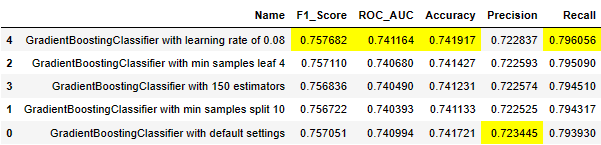 Name F1_Score ROC_AUC Accuracy Precision Recall
4 GradientBoostingClassifier with learning rate of 0.08 0.757682 0.741164 0.741917 0.722837 0.796056
2 GradientBoostingClassifier with min samples leaf 4 0.757110 0.740680 0.741427 0.722593 0.795090
3 GradientBoostingClassifier with 150 estimators 0.756836 0.740490 0.741231 0.722574 0.794510
1 GradientBoostingClassifier with min samples split 10 0.756722 0.740393 0.741133 0.722525 0.794317
0 GradientBoostingClassifier with default settings 0.757051 0.740994 0.741721 0.723445 0.793930